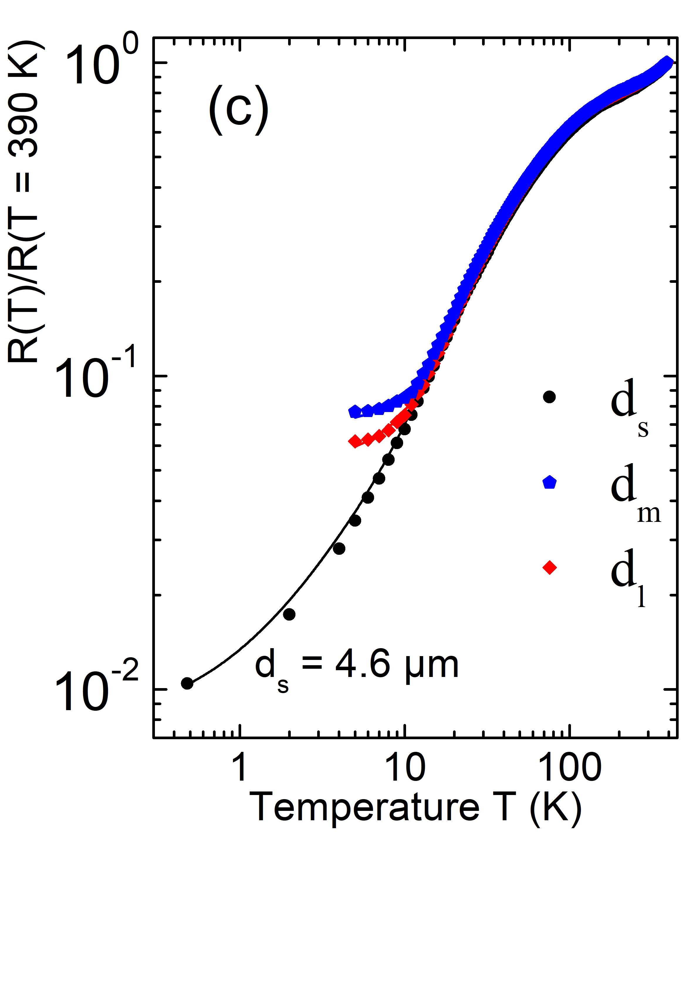 R(T)/R(T = 390 K)
10^0
10^-1
10^-2
(c)
d_s
d_m
d_l
d_s = 4.6 µm
1 10 100
Temperature T (K)